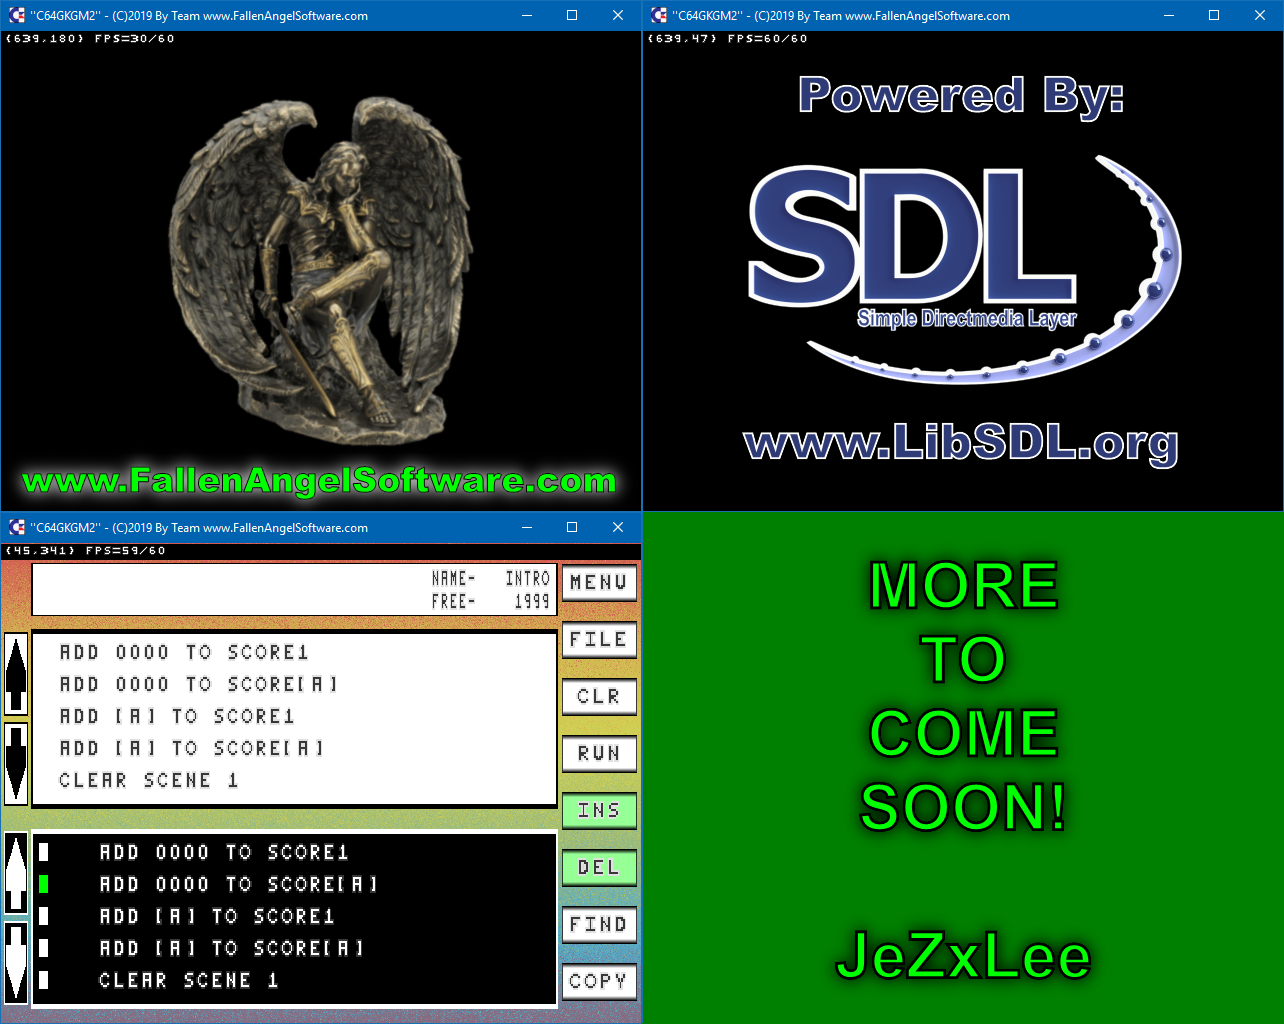 "C64GKGM2" - (C)2019 By Team www.FallenAngelSoftware.com
(639,180) FPS=30/60
www.FallenAngelSoftware.com
"C64GKGM2" - (C)2019 By Team www.FallenAngelSoftware.com
(639,47) FPS=60/60
Powered By:
SDL
Simple Directmedia Layer
www.LibSDL.org
"C64GKGM2" - (C)2019 By Team www.FallenAngelSoftware.com
(45,341) FPS=59/60
NAME- INTRO
FREE- 1999
ADD 0000 TO SCORE1
ADD 0000 TO SCORE[A]
ADD [A] TO SCORE1
ADD [A] TO SCORE[A]
CLEAR SCENE 1
ADD 0000 TO SCORE1
ADD 0000 TO SCORE[A]
ADD [A] TO SCORE1
ADD [A] TO SCORE[A]
CLEAR SCENE 1
MENU
FILE
CLR
RUN
INS
DEL
FIND
COPY
MORE
TO
COME
SOON!
JeZxLee